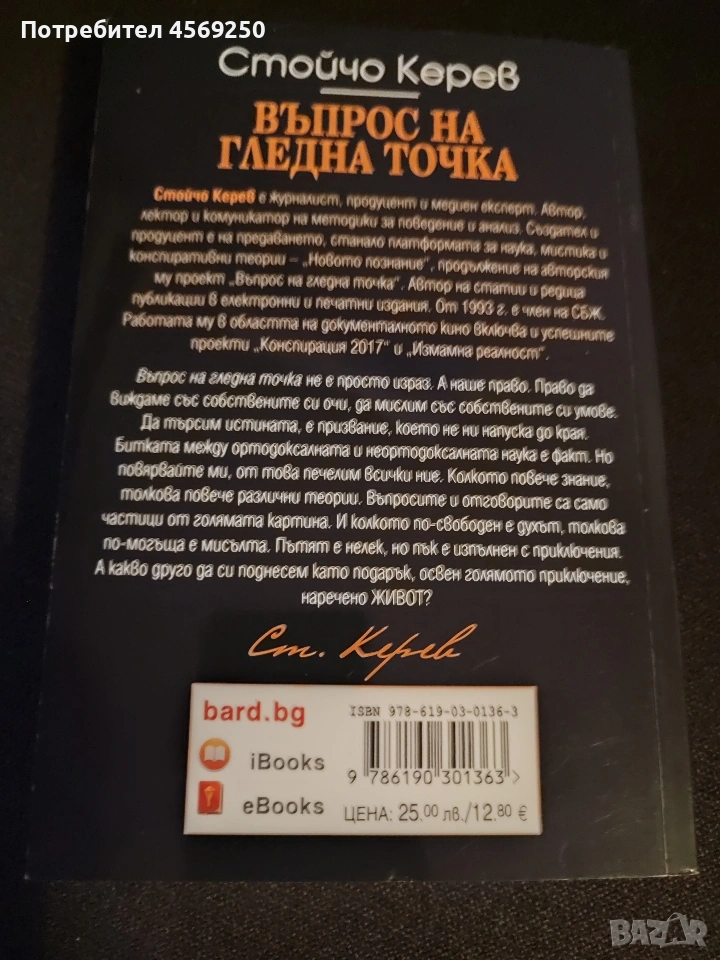 Потребител 4569250
Стойчо Керев
ВЪПРОС НА
ГЛЕДНА ТОЧКА
Стойчо Керев е журналист, продуцент и медиен експерт. Автор,
лектор и комуникатор на методики за поведение и анализ. Създател и
продуцент е на предаването, станало платформата за наука, мистика и
конспиративни теории – „Новото познание", продължение на авторския
му проект „Въпрос на гледна точка". Автор на статии и редица
публикации в електронни и печатни издания. От 1993 г. е член на СБЖ.
Работата му в областта на документалното кино включва и успешните
проекти „Конспирация 2017" и „Измамна реалност".
Въпрос на гледна точка не е просто израз. А наше право. Право да
виждаме със собствените си очи, да мислим със собствените си умове.
Да търсим истината, е призвание, което не ни напуска до края.
Битката между ортодоксалната и неортодоксалната наука е факт. Но
повярвайте ми, от това печелим всички ние. Колкото повече знание,
толкова повече различни теории. Въпросите и отговорите са само
частици от голямата картина. И колкото по-свободен е духът, толкова
по-могъща е мисълта. Пътят е нелек, но пък е изпълнен с приключения.
А какво друго да си поднесем като подарък, освен голямото приключение,
наречено ЖИВОТ?
Ст. Керев
bard.bg
iBooks
eBooks
ISBN 978-619-03-0136-3
9 786190 301363>
ЦЕНА: 25.00 лв./12.80 €
BAZAR